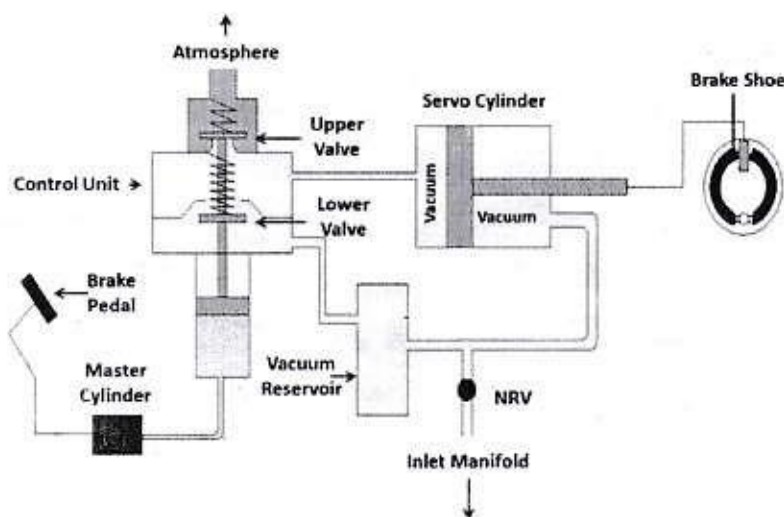 Atmosphere
Brake Shoe
Servo Cylinder
Upper
Valve
Control Unit
Vacuum
Vacuum
Lower
Valve
Brake
Pedal
Master
Cylinder
Vacuum
Reservoir
NRV
Inlet Manifold